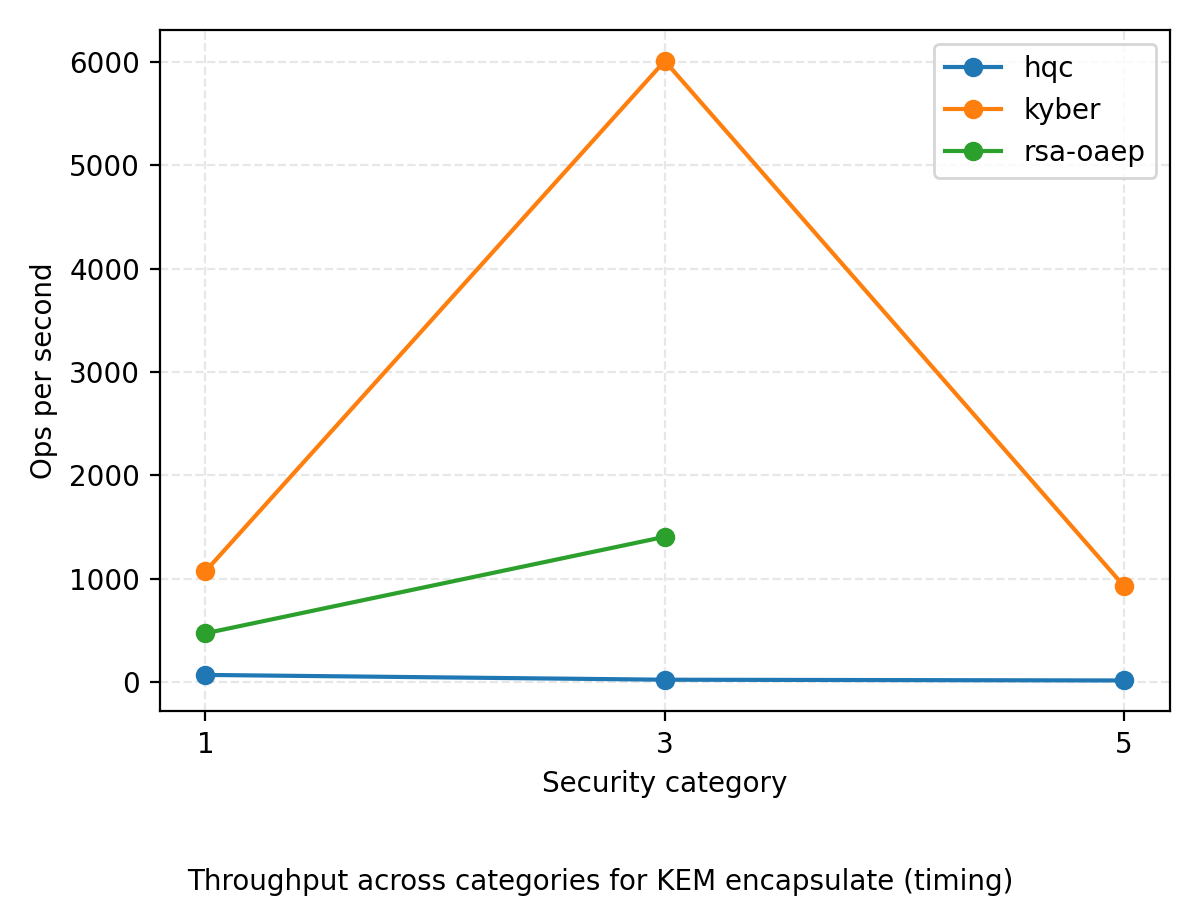 6000
5000
4000
3000
2000
1000
0
Ops per second
hqc
kyber
rsa-oaep
1 3 5
Security category
Throughput across categories for KEM encapsulate (timing)